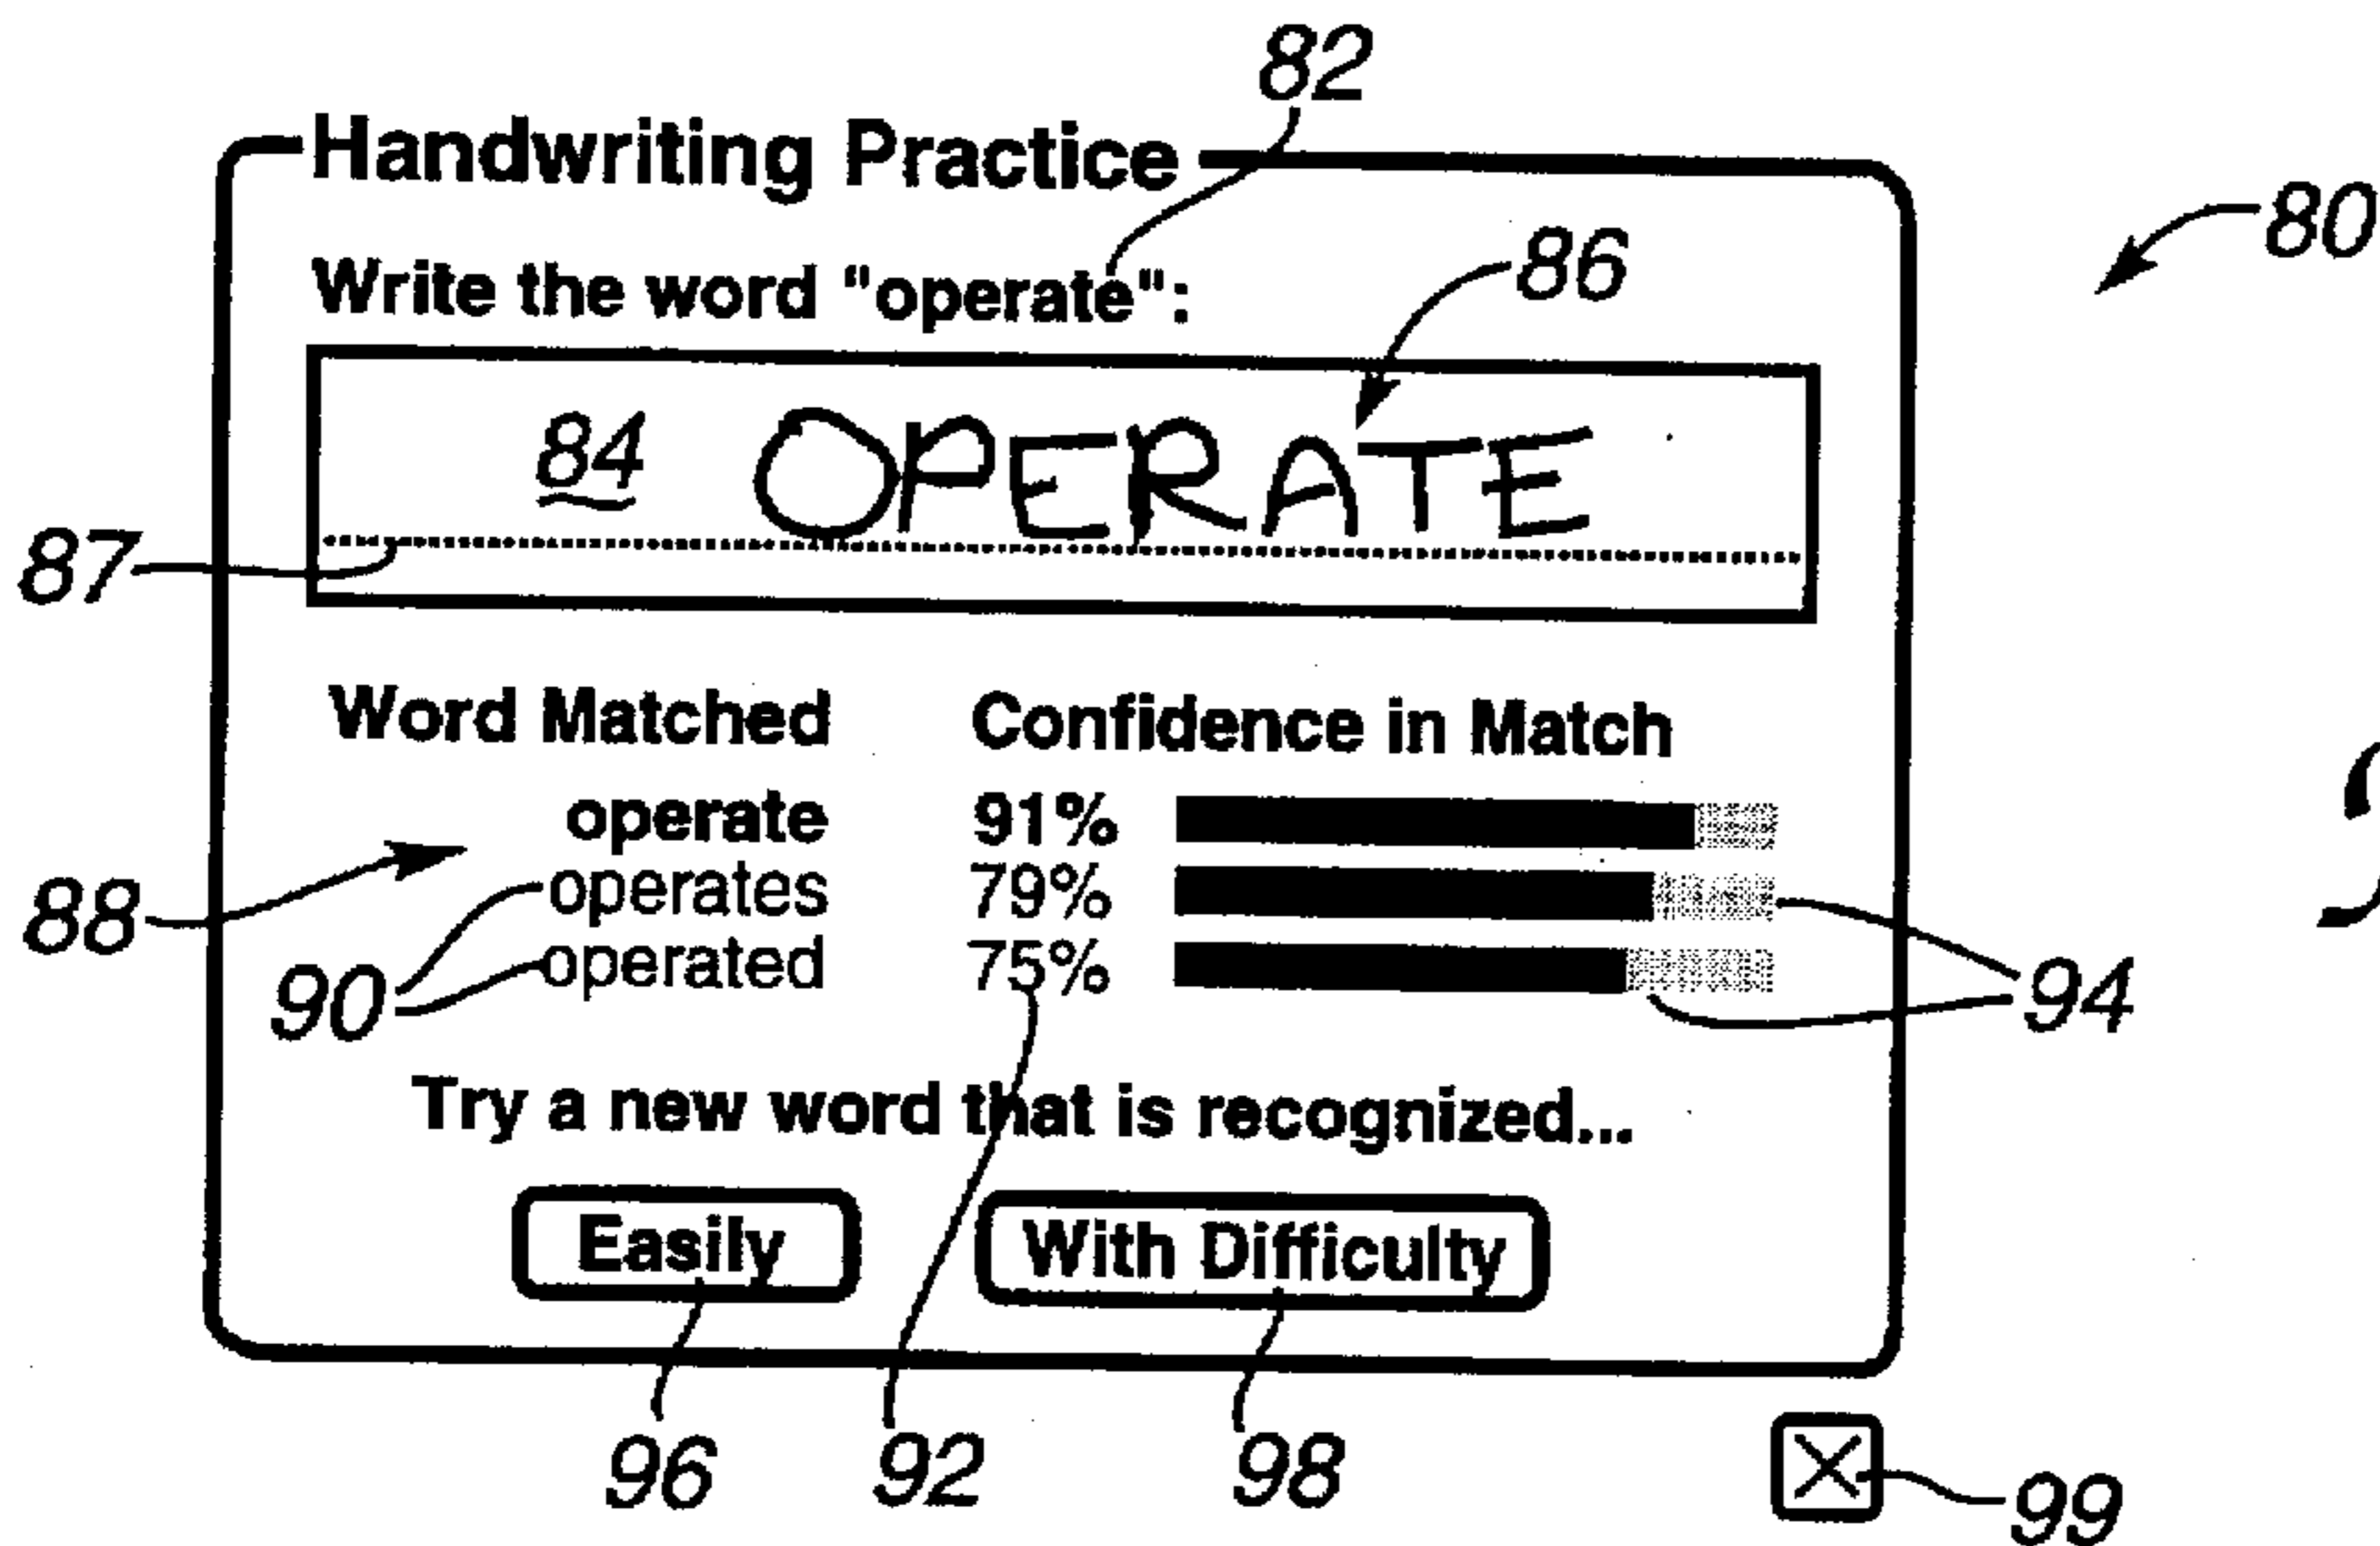 82
Handwriting Practice
80
Write the word "operate":
86
84 OPERATE
87
Word Matched Confidence in Match
operate 91%
operates 79%
88
operated 75%
90 94
Try a new word that is recognized...
Easily With Difficulty
96 92 98
99